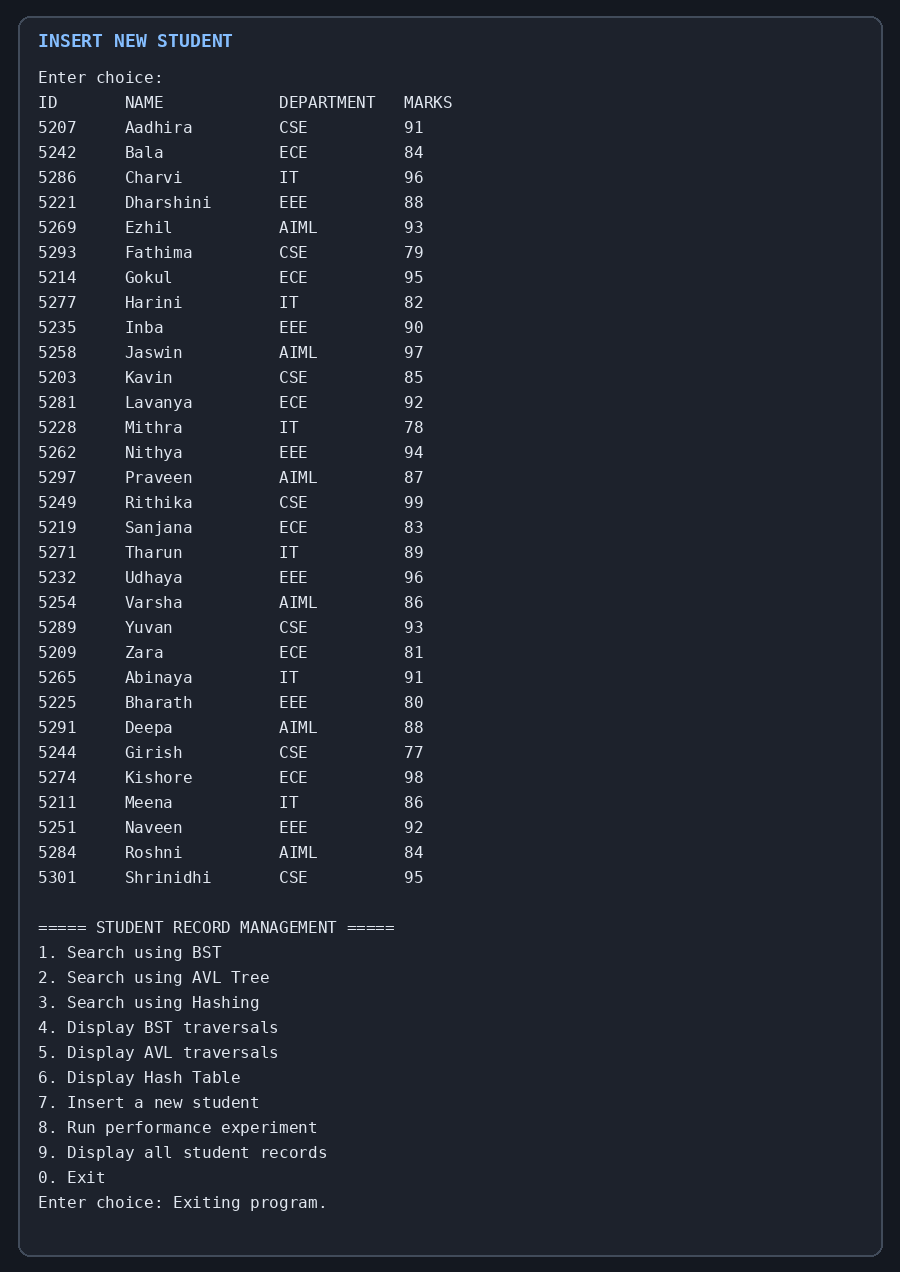 INSERT NEW STUDENT
Enter choice:
ID NAME DEPARTMENT MARKS
5207 Aadhira CSE 91
5242 Bala ECE 84
5286 Charvi IT 96
5221 Dharshini EEE 88
5269 Ezhil AIML 93
5293 Fathima CSE 79
5214 Gokul ECE 95
5277 Harini IT 82
5235 Inba EEE 90
5258 Jaswin AIML 97
5203 Kavin CSE 85
5281 Lavanya ECE 92
5228 Mithra IT 78
5262 Nithya EEE 94
5297 Praveen AIML 87
5249 Rithika CSE 99
5219 Sanjana ECE 83
5271 Tharun IT 89
5232 Udhaya EEE 96
5254 Varsha AIML 86
5289 Yuvan CSE 93
5209 Zara ECE 81
5265 Abinaya IT 91
5225 Bharath EEE 80
5291 Deepa AIML 88
5244 Girish CSE 77
5274 Kishore ECE 98
5211 Meena IT 86
5251 Naveen EEE 92
5284 Roshni AIML 84
5301 Shrinidhi CSE 95
===== STUDENT RECORD MANAGEMENT =====
1. Search using BST
2. Search using AVL Tree
3. Search using Hashing
4. Display BST traversals
5. Display AVL traversals
6. Display Hash Table
7. Insert a new student
8. Run performance experiment
9. Display all student records
0. Exit
Enter choice: Exiting program.